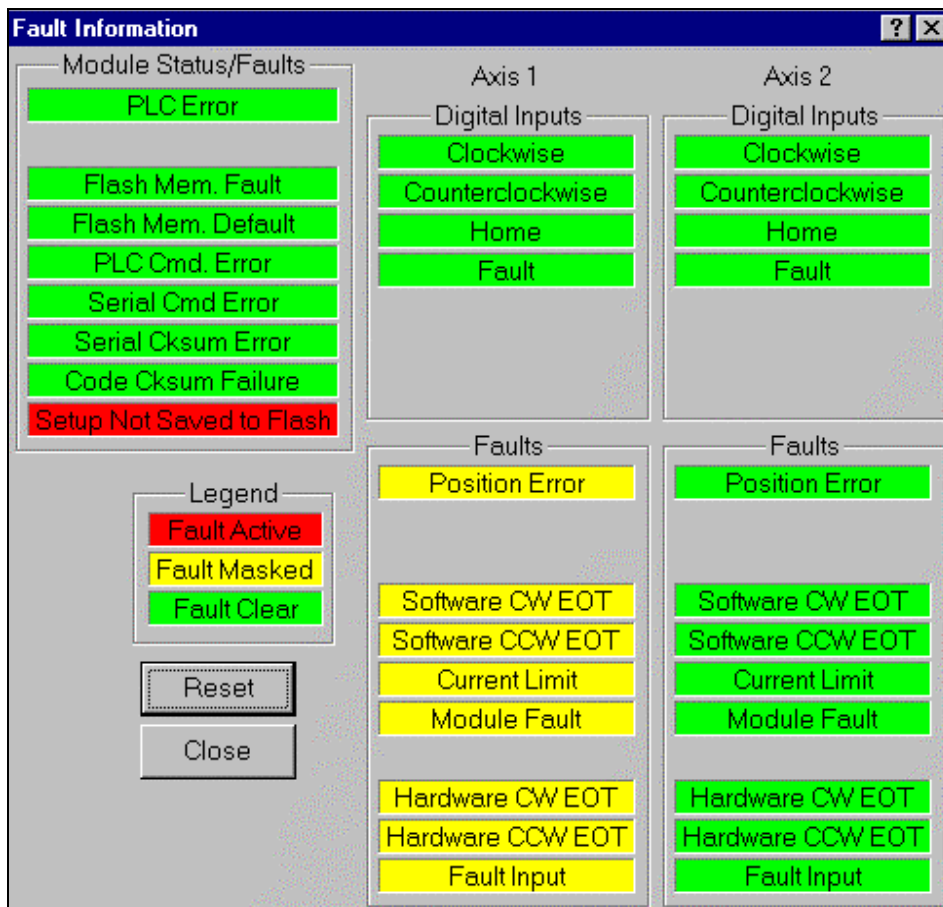 Fault Information
Module Status/Faults
PLC Error
Flash Mem. Fault
Flash Mem. Default
PLC Cmd. Error
Serial Cmd Error
Serial Cksum Error
Code Cksum Failure
Setup Not Saved to Flash
Legend
Fault Active
Fault Masked
Fault Clear
Reset
Close
Axis 1
Digital Inputs
Clockwise
Counterclockwise
Home
Fault
Faults
Position Error
Software CW EOT
Software CCW EOT
Current Limit
Module Fault
Hardware CW EOT
Hardware CCW EOT
Fault Input
Axis 2
Digital Inputs
Clockwise
Counterclockwise
Home
Fault
Faults
Position Error
Software CW EOT
Software CCW EOT
Current Limit
Module Fault
Hardware CW EOT
Hardware CCW EOT
Fault Input